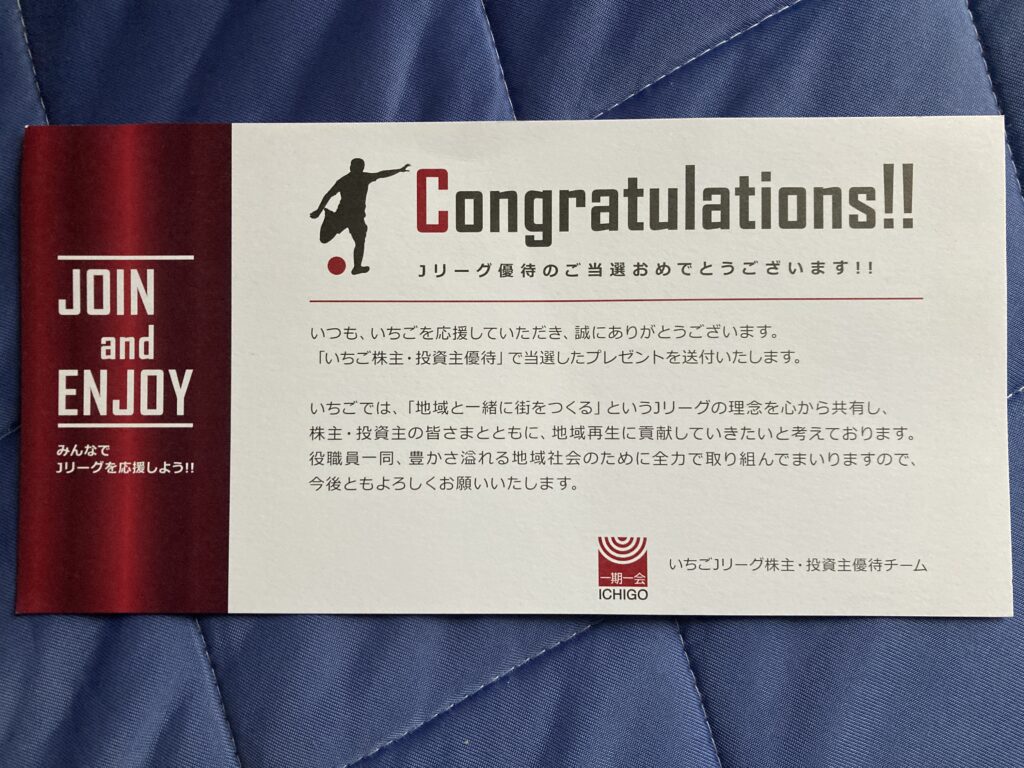 JOIN
and
ENJOY
みんなで
Jリーグを応援しよう!!
Congratulations!!
Jリーグ優待のご当選おめでとうございます!!
いつも、いちごを応援していただき、誠にありがとうございます。
「いちご株主・投資主優待」で当選したプレゼントを送付いたします。
いちごでは、「地域と一緒に街をつくる」というJリーグの理念を心から共有し、
株主・投資主の皆さまとともに、地域再生に貢献していきたいと考えております。
役職員一同、豊かさ溢れる地域社会のために全力で取り組んでまいりますので、
今後ともよろしくお願いいたします。
一期一会
ICHIGO
いちごJリーグ株主・投資主優待チーム